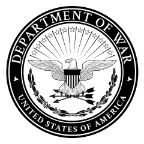 DEPARTMENT OF WAR
UNITED STATES OF AMERICA